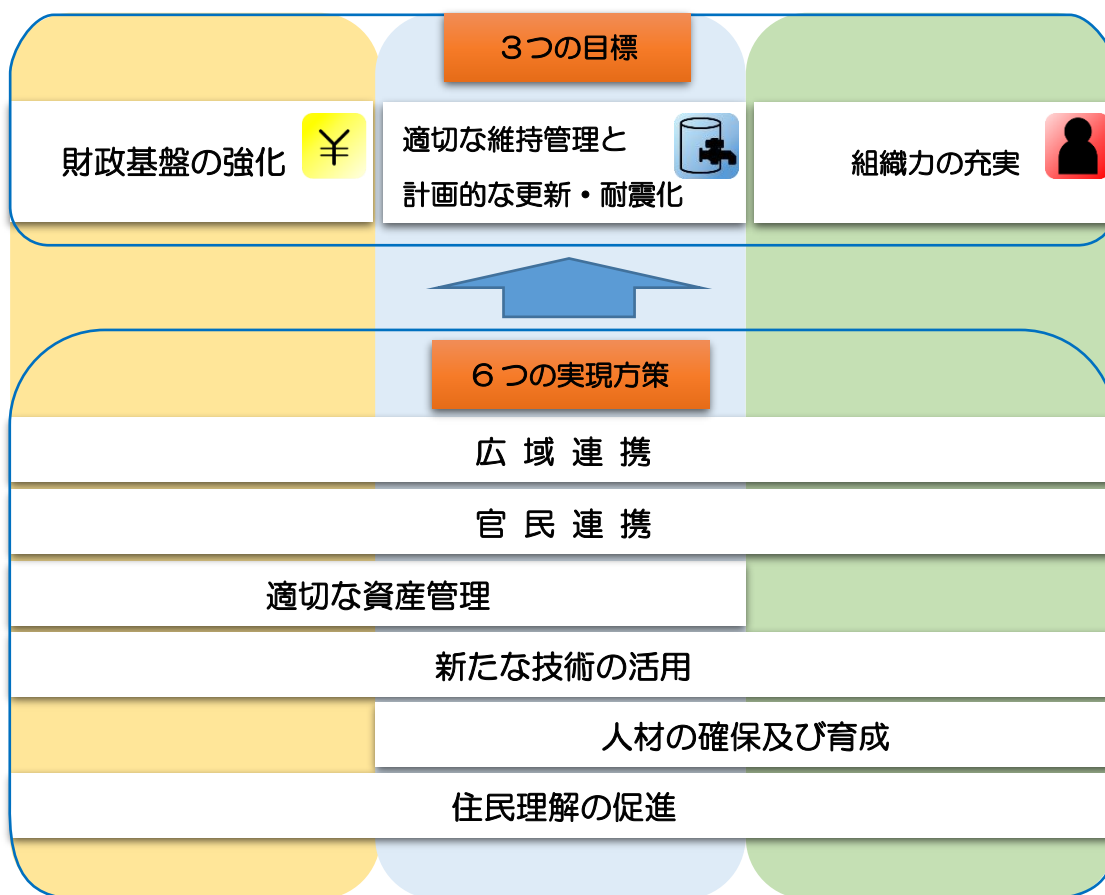 3つの目標
財政基盤の強化
¥
適切な維持管理と
計画的な更新・耐震化
組織力の充実
6つの実現方策
広域連携
官民連携
適切な資産管理
新たな技術の活用
人材の確保及び育成
住民理解の促進